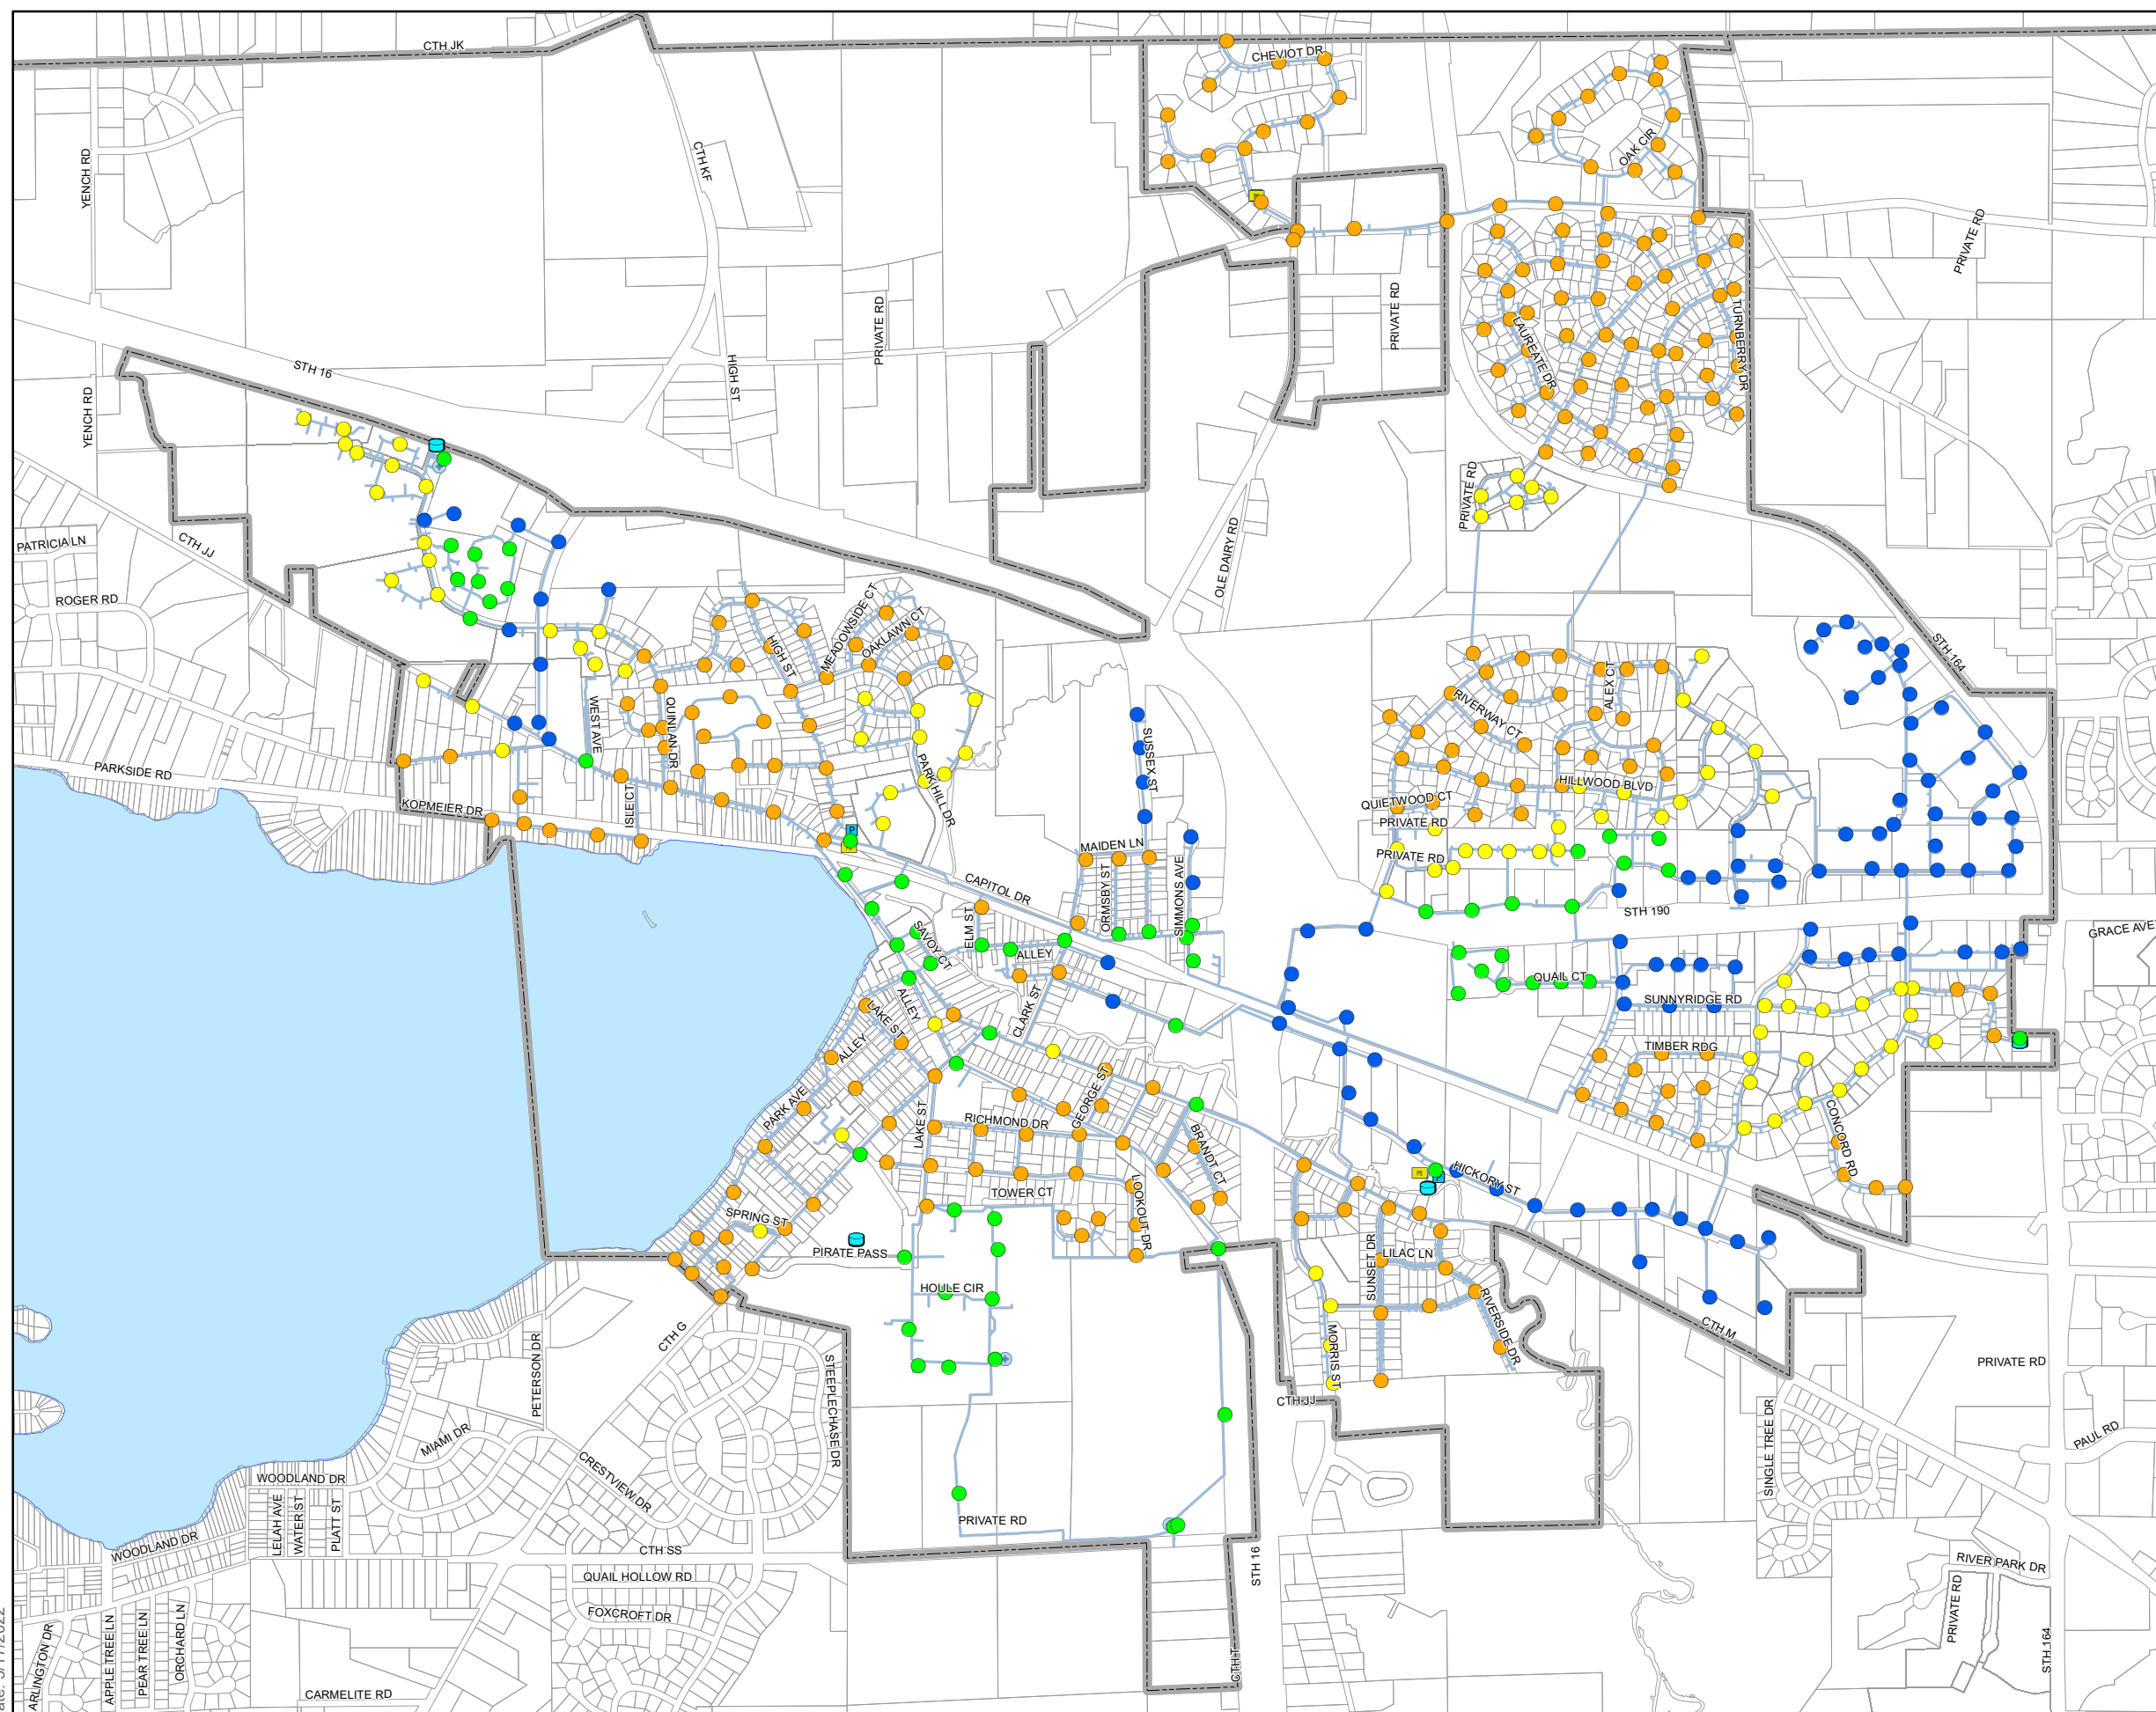 CTH JK
CHEVIOT DR
YENCH RD
CTH KF
OAK CIR
PRIVATE RD
PRIVATE RD
PRIVATE RD
STH 16
HIGH ST
LAUREATE DR
TURNBERRY DR
YENCH RD
PRIVATE RD
CTH JJ
PATRICIA LN
OLE DAIRY RD
ROGER RD
MEADOWSIDE CT
OAKLAWN CT
HIGH ST
STH 164
ALEX CT
RIVERWAY CT
WEST AVE
QUINLAN DR
SUSSEX ST
PARKSIDE RD
PARKHILL DR
HILLWOOD BLVD
QUIETWOOD CT
KOPMEIER DR
ISLE CT
PRIVATE RD
P
MAIDEN LN
PRIVATE RD
CAPITOL DR
ORMSBY ST
SIMMONS AVE
STH 190
ELM ST
SAVOY CT
GRACE AVE
ALLEY
QUAIL CT
ALLEY
LAKE ST
CLARK ST
SUNNYRIDGE RD
ALLEY
TIMBER RDG
GEORGE ST
PARK AVE
LAKE ST
RICHMOND DR
BRANDT CT
CONCORD RD
HICKORY ST
TOWER CT
LOOKOUT DR
SPRING ST
PIRATE PASS
LILAC LN
SUNSET DR
HOULE CIR
RIVERSIDE DR
CTH M
CTH G
MORRIS ST
PETERSON DR
STEEPLECHASE DR
PRIVATE RD
CTH JJ
MIAMI DR
SINGLE TREE DR
PAUL RD
CRESTVIEW DR
WOODLAND DR
LELAH AVE
WATER ST
PLATT ST
PRIVATE RD
WOODLAND DR
CTH SS
STH 16
RIVER PARK DR
QUAIL HOLLOW RD
PRIVATE RD
FOXCROFT DR
ARLINGTON DR
APPLE TREE LN
PEAR TREE LN
ORCHARD LN
CTH T
STH 164
CARMELITE RD